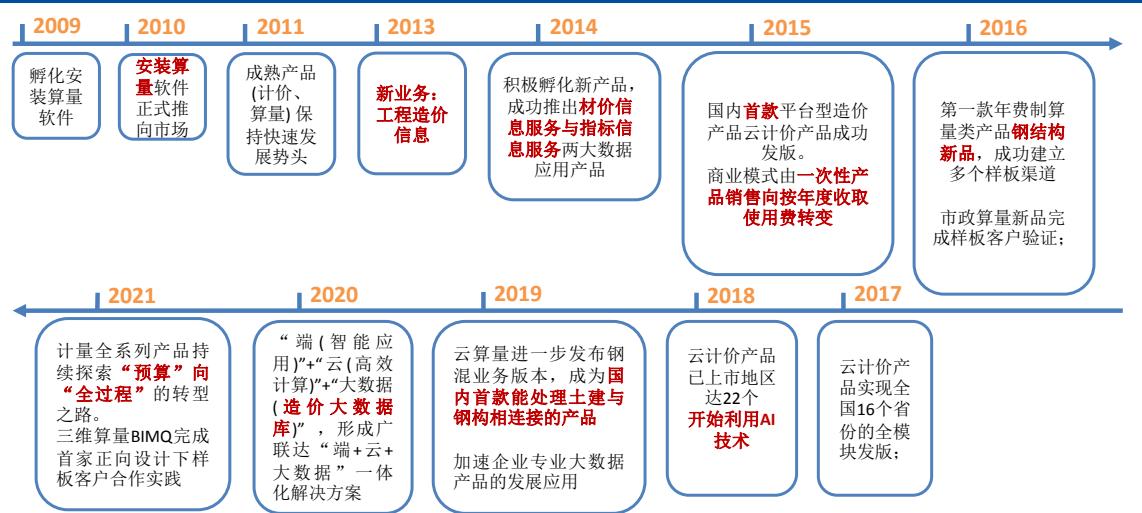 2009
孵化安
装算量
软件
2010
安装算
量软件
正式推
向市场
2011
成熟产品
(计价、
算量) 保
持快速发
展势头
2013
新业务：
工程造价
信息
2014
积极孵化新产品，
成功推出材价信
息服务与指标信
息服务两大数据
应用产品
2015
国内首款平台型造价
产品云计价产品成功
发版。
商业模式由一次性产
品销售向按年度收取
使用费转变
2016
第一款年费制算
量类产品钢结构
新品，成功建立
多个样板渠道
市政算量新品完
成样板客户验证；
2021
计量全系列产品持
续探索“预算”向
“全过程”的转型
之路。
三维算量BIMQ完成
首家正向设计下样
板客户合作实践
2020
“端(智能应
用)”+“云(高效
计算)”+“大数据
(造价大数据
库)”，形成广
联达“端+云+
大数据”一体
化解决方案
2019
云算量进一步发布钢
混业务版本，成为国
内首款能处理土建与
钢构相连接的产品
加速企业专业大数据
产品的发展应用
2018
云计价产品
已上市地区
达22个
开始利用AI
技术
2017
云计价产
品实现全
国16个省
份的全模
块发版；